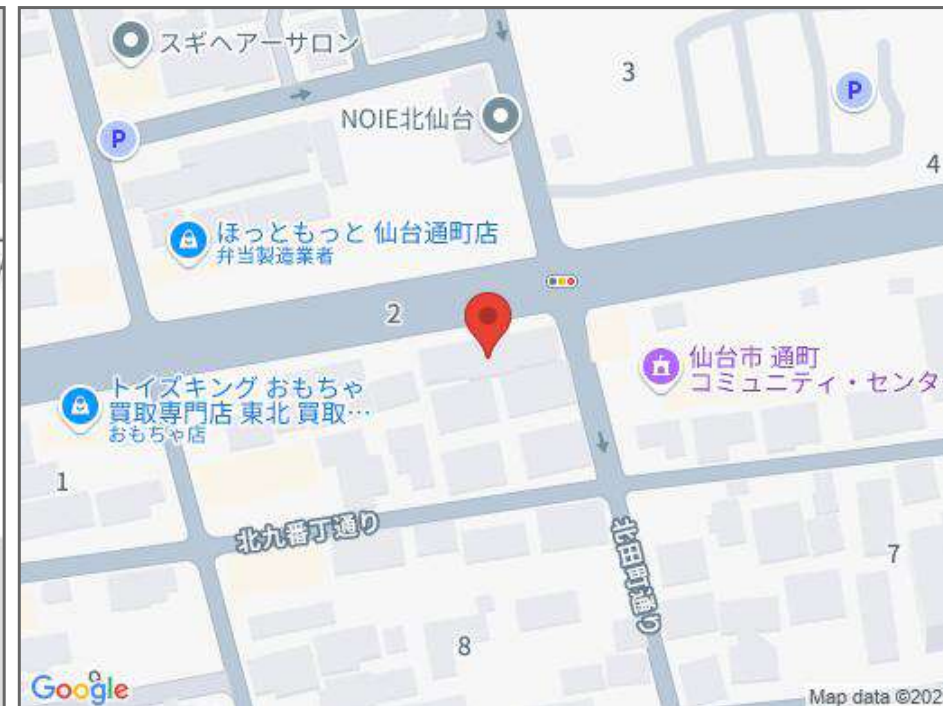 スギヘアーサロン
3
P
NOIE北仙台
P
4
ほっともっと 仙台通町店
弁当製造業者
2
仙台市 通町
コミュニティ・センタ
トイズキング おもちゃ
買取専門店 東北 買取…
おもちゃ店
1
北九番丁通り
北田町通り
7
8
Google
Map data ©202